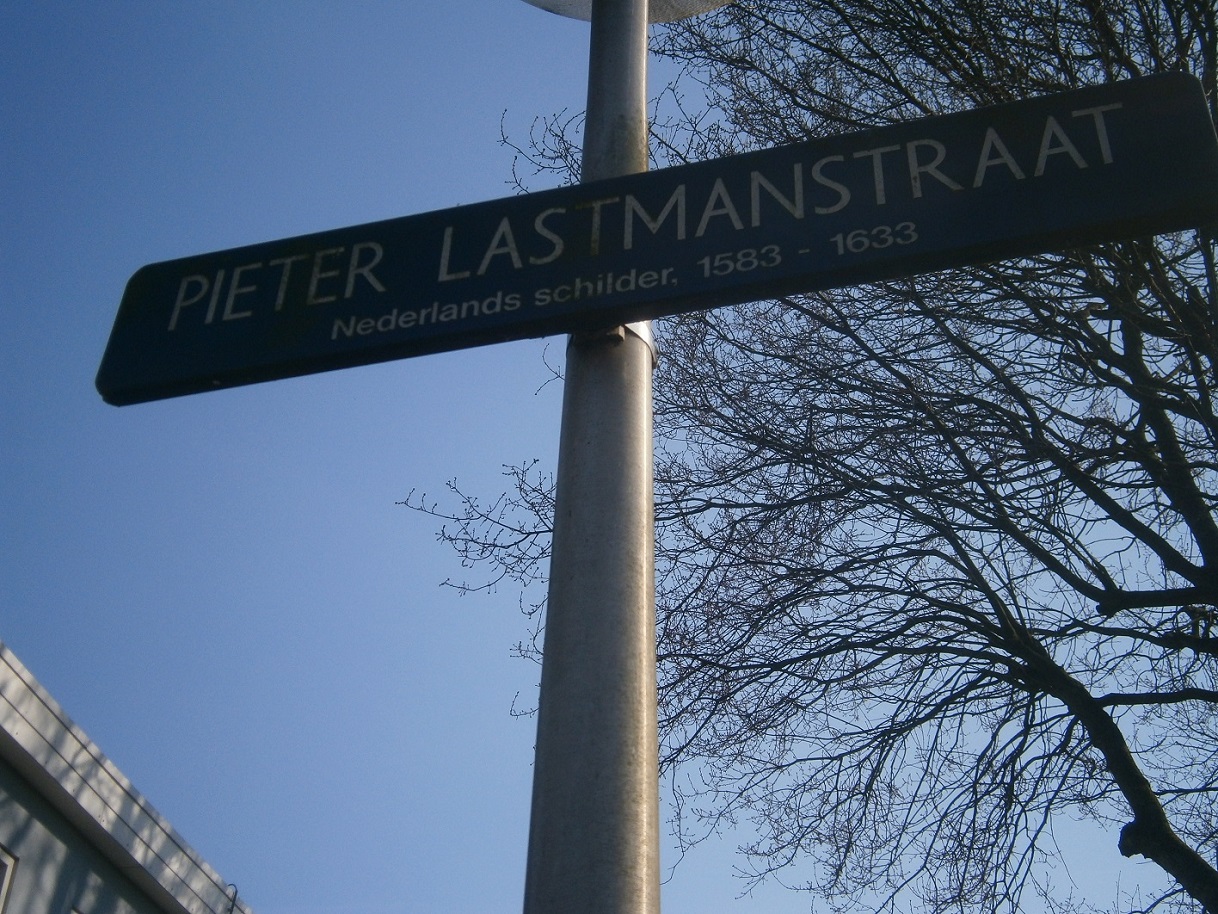 PIETER LASTMANSTRAAT
Nederlands schilder, 1583 - 1633